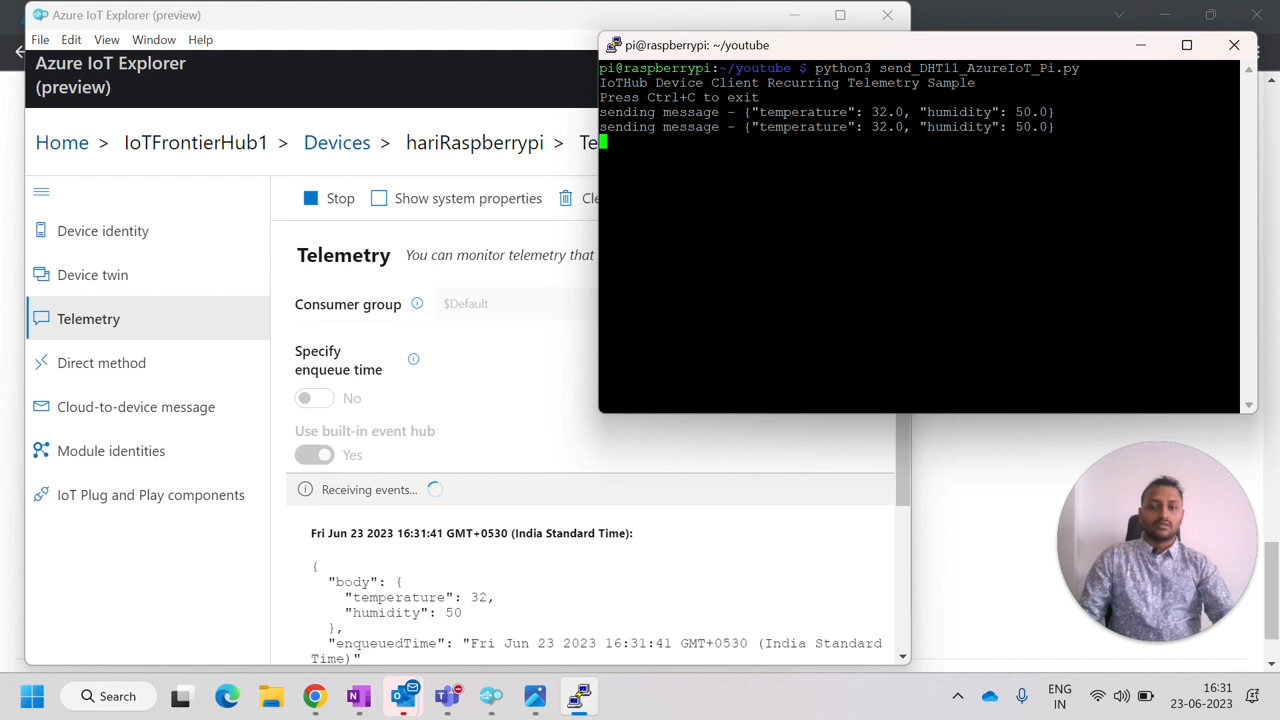 Azure IoT Explorer (preview)
File Edit View Window Help
Azure IoT Explorer
(preview)
Home > IoTFrontierHub1 > Devices > hariRaspberrypi > Te
Device identity
Device twin
Telemetry
Direct method
Cloud-to-device message
Module identities
IoT Plug and Play components
Stop Show system properties Cle
Telemetry You can monitor telemetry that
Consumer group $Default
Specify
enqueue time
No
Use built-in event hub
Yes
Receiving events...
Fri Jun 23 2023 16:31:41 GMT+0530 (India Standard Time):
{
"body": {
"temperature": 32,
"humidity": 50
},
"enqueuedTime": "Fri Jun 23 2023 16:31:41 GMT+0530 (India Standard
Time)"
pi@raspberrypi: ~/youtube
pi@raspberrypi:~/youtube $ python3 send_DHT11_AzureIoT_Pi.py
IoTHub Device Client Recurring Telemetry Sample
Press Ctrl+C to exit
sending message - {"temperature": 32.0, "humidity": 50.0}
sending message - {"temperature": 32.0, "humidity": 50.0}
Search
ENG
IN
16:31
23-06-2023